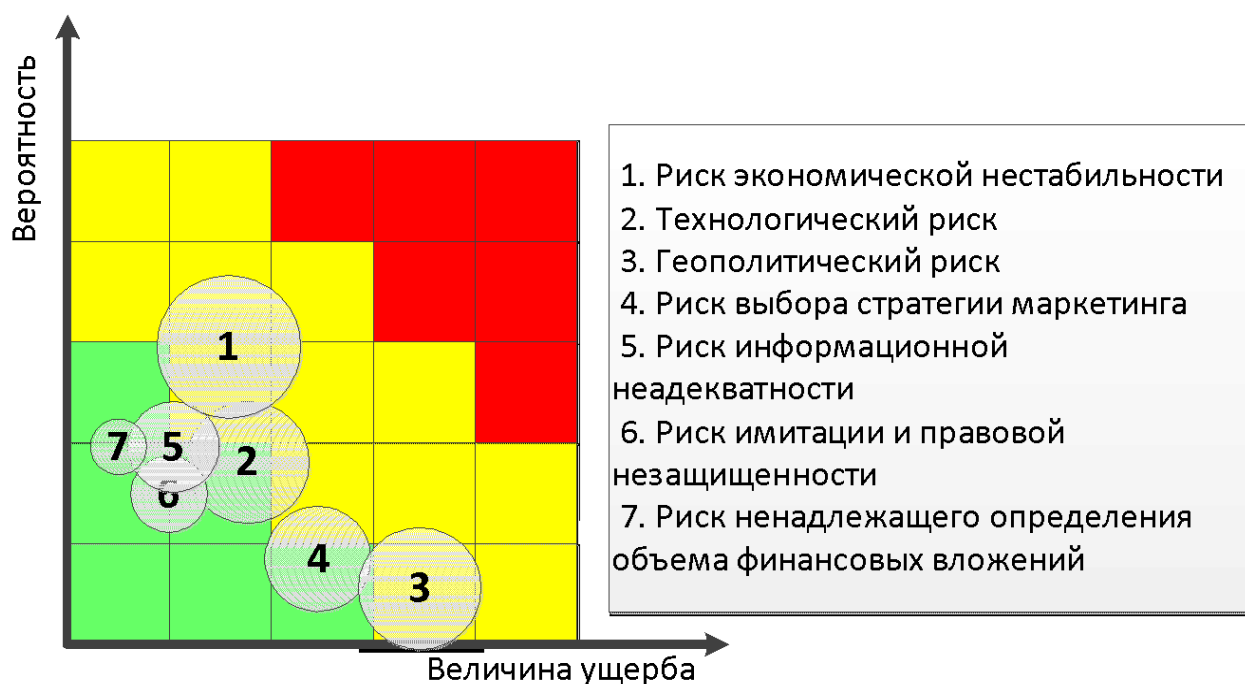 Вероятность
1
7
5
2
6
4
3
Величина ущерба
1. Риск экономической нестабильности
2. Технологический риск
3. Геополитический риск
4. Риск выбора стратегии маркетинга
5. Риск информационной
неадекватности
6. Риск имитации и правовой
незащищенности
7. Риск ненадлежащего определения
объема финансовых вложений